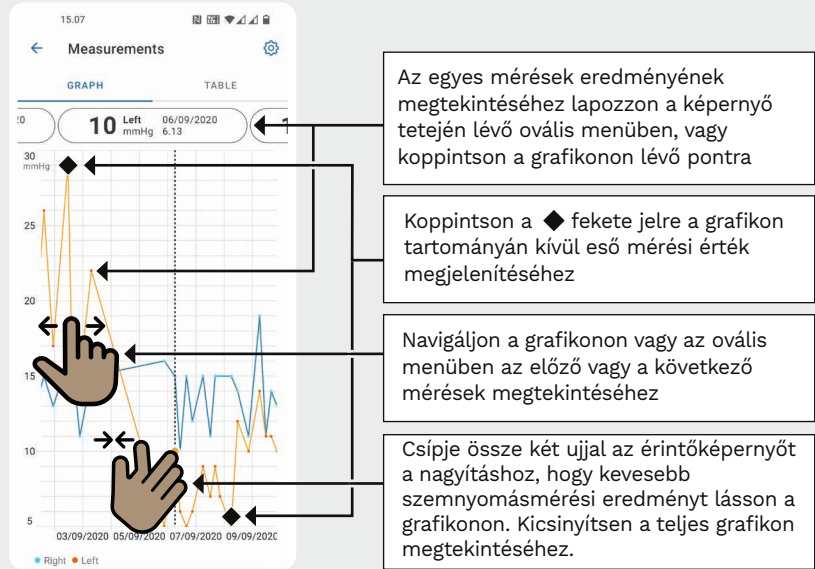 15.07
Measurements
GRAPH
TABLE
10 Left 06/09/2020
mmHg 6.13
30
mmHg
25
20
15
10
5
03/09/2020 05/09/2020 07/09/2020 09/09/2020
Right Left
Az egyes mérések eredményének
megtekintéséhez lapozzon a képernyő
tetején lévő ovális menüben, vagy
koppintson a grafikonon lévő pontra
Koppintson a ◆ fekete jelre a grafikon
tartományán kívül eső mérési érték
megjelenítéséhez
Navigáljon a grafikonon vagy az ovális
menüben az előző vagy a következő
mérések megtekintéséhez
Csípje össze két ujjal az érintőképernyőt
a nagyításhoz, hogy kevesebb
szemnyomásmérési eredményt lásson a
grafikonon. Kicsinyítsen a teljes grafikon
megtekintéséhez.